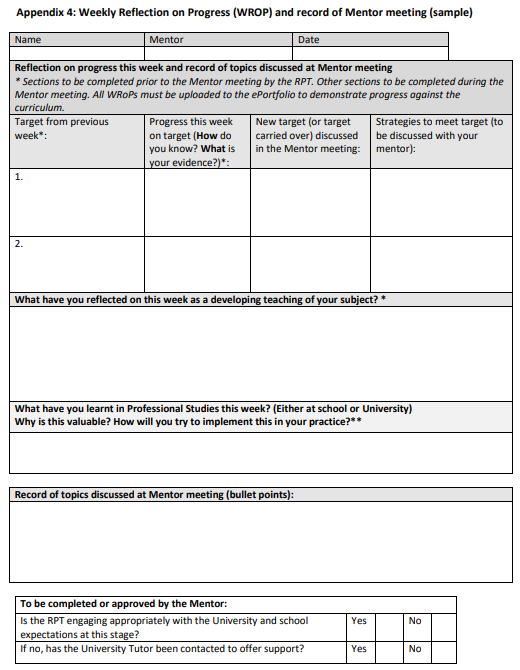 Appendix 4: Weekly Reflection on Progress (WROP) and record of Mentor meeting (sample)
Name
Mentor
Date
Reflection on progress this week and record of topics discussed at Mentor meeting
* Sections to be completed prior to the Mentor meeting by the RPT. Other sections to be completed during the
Mentor meeting. All WRoPs must be uploaded to the ePortfolio to demonstrate progress against the
curriculum.
Target from previous
week*:
Progress this week
on target (How do
you know? What is
your evidence?)*:
New target (or target
carried over) discussed
in the Mentor meeting:
Strategies to meet target (to
be discussed with your
mentor):
1.
2.
What have you reflected on this week as a developing teaching of your subject? *
What have you learnt in Professional Studies this week? (Either at school or University)
Why is this valuable? How will you try to implement this in your practice?**
Record of topics discussed at Mentor meeting (bullet points):
To be completed or approved by the Mentor:
Is the RPT engaging appropriately with the University and school
expectations at this stage?
Yes
No
If no, has the University Tutor been contacted to offer support?
Yes
No